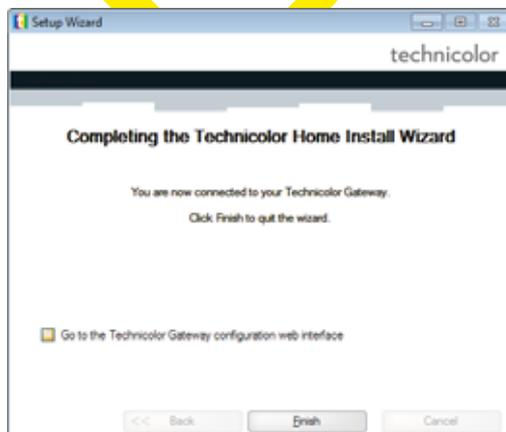 Setup Wizard
technicolor
Completing the Technicolor Home Install Wizard
You are now connected to your Technicolor Gateway.
Click Finish to quit the wizard.
Go to the Technicolor Gateway configuration web interface
<< Back Finish Cancel